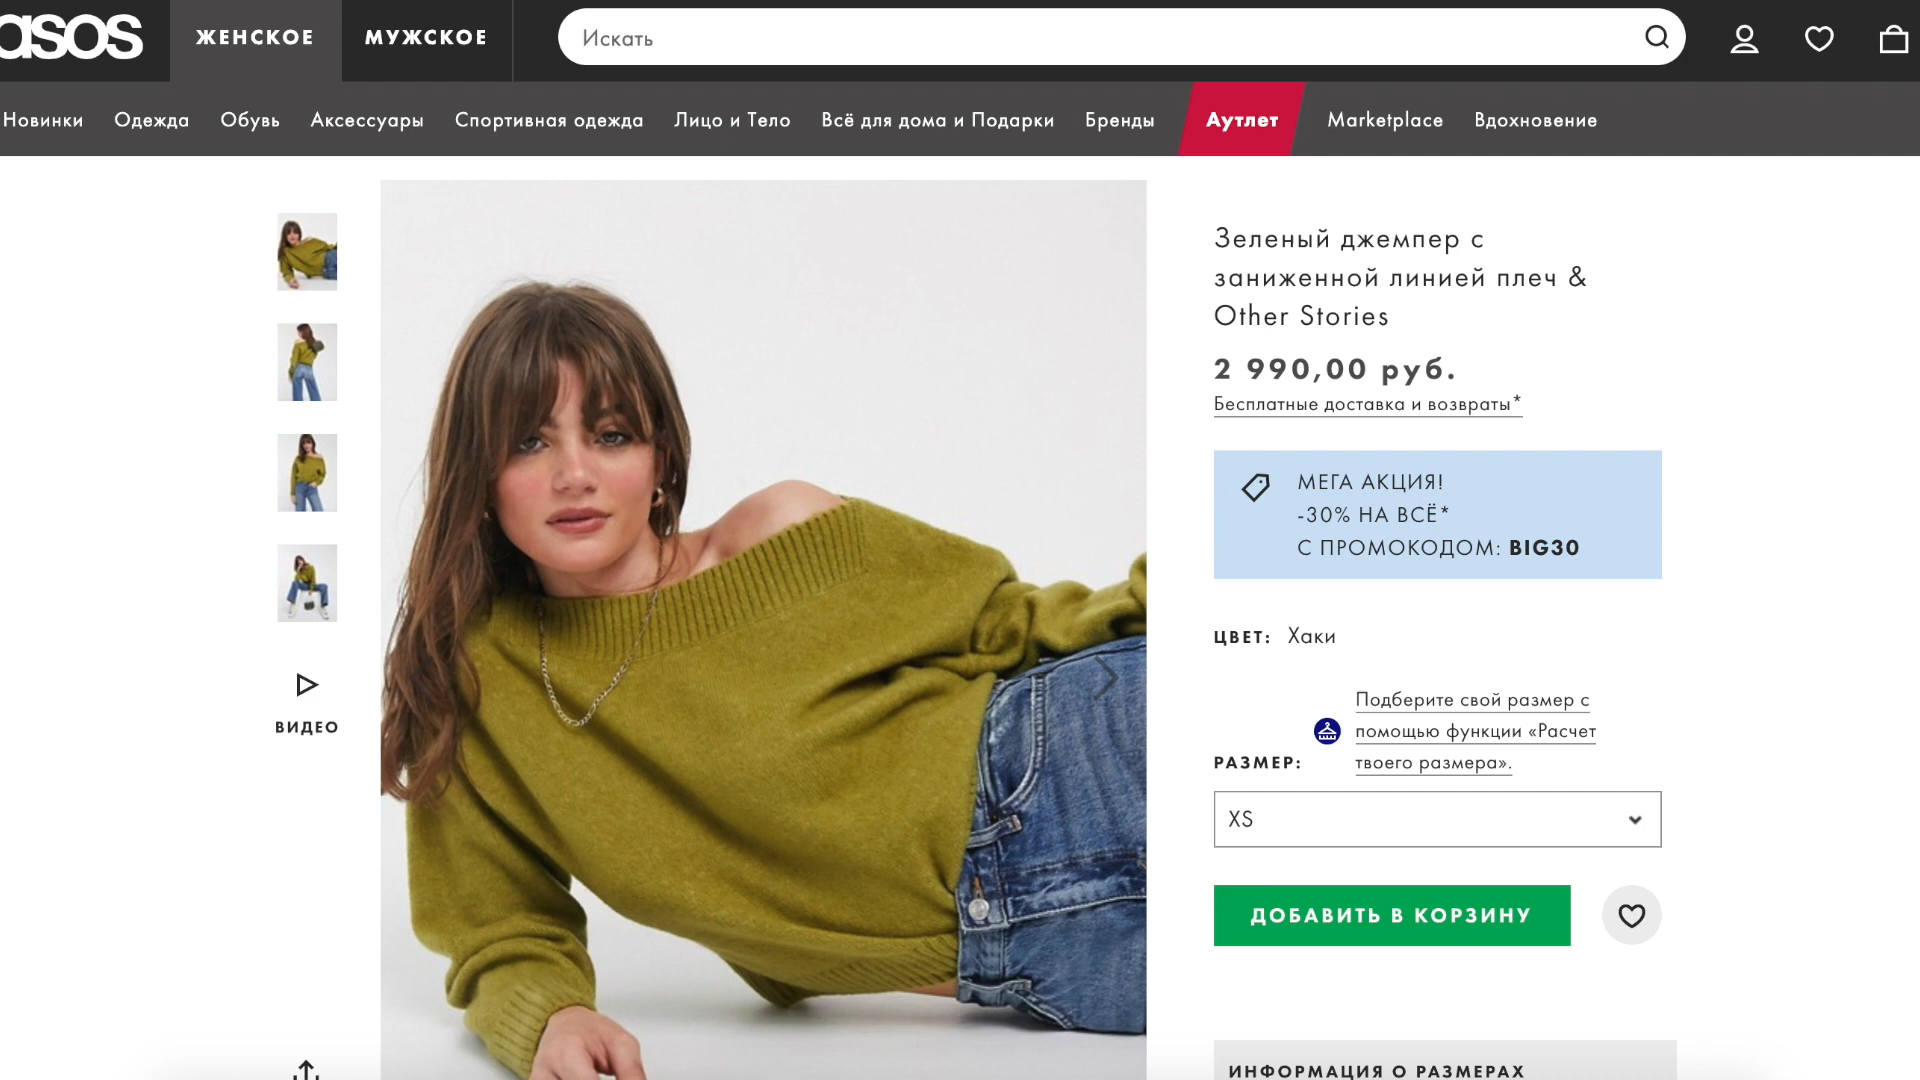 asos
ЖЕНСКОЕ
МУЖСКОЕ
Искать
Новинки
Одежда
Обувь
Аксессуары
Спортивная одежда
Лицо и Тело
Всё для дома и Подарки
Бренды
Аутлет
Marketplace
Вдохновение
ВИДЕО
Зеленый джемпер с
заниженной линией плеч &
Other Stories
2 990,00 руб.
Бесплатные доставка и возвраты*
МЕГА АКЦИЯ!
-30% НА ВСЁ*
С ПРОМОКОДОМ: BIG30
ЦВЕТ: Хаки
РАЗМЕР:
Подберите свой размер с
помощью функции «Расчет
твоего размера».
XS
ДОБАВИТЬ В КОРЗИНУ
ИНФОРМАЦИЯ О РАЗМЕРАХ